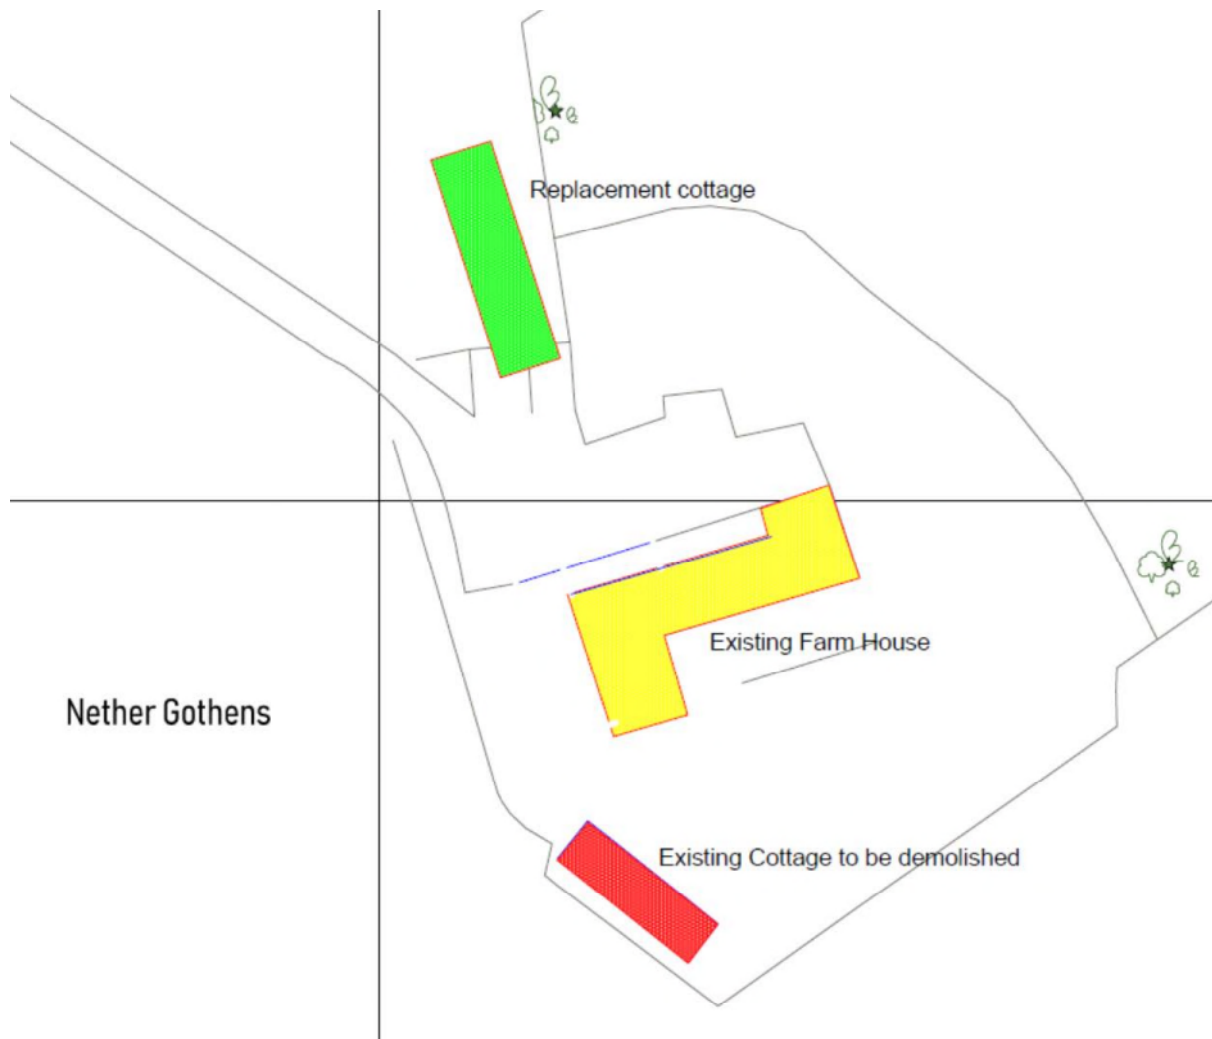 Replacement cottage
Existing Farm House
Nether Gothens
Existing Cottage to be demolished